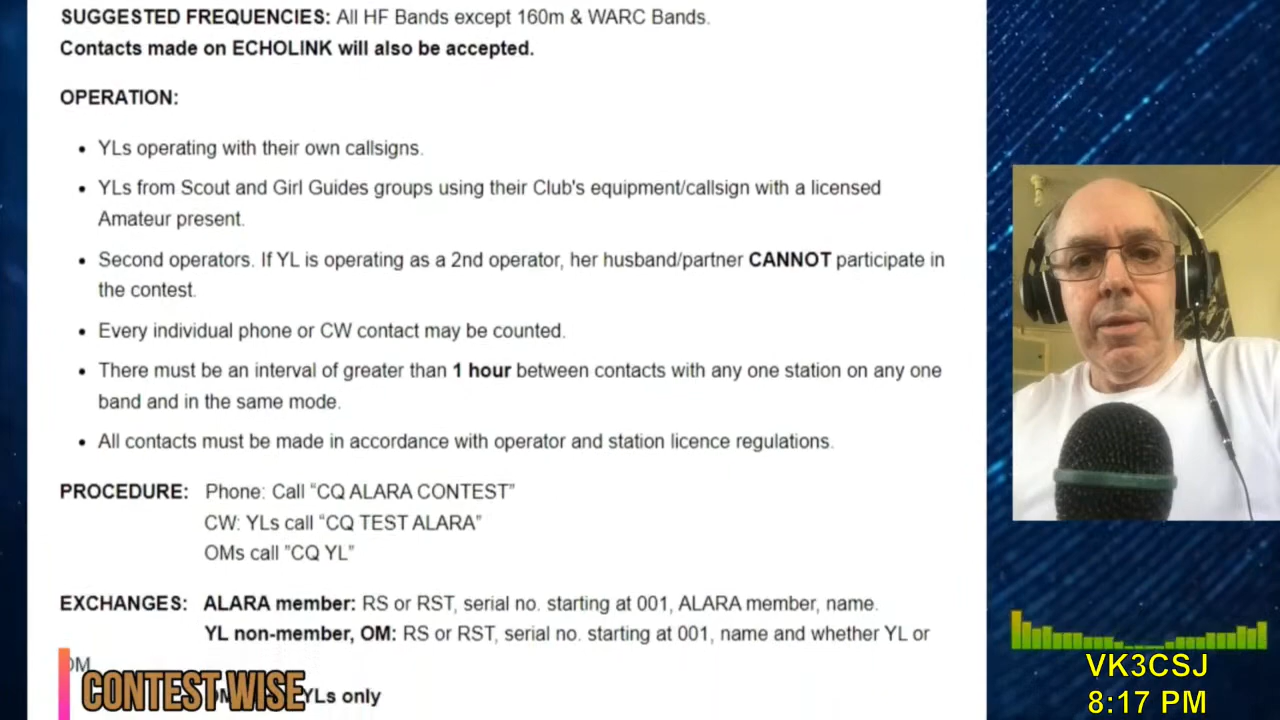 SUGGESTED FREQUENCIES: All HF Bands except 160m & WARC Bands.
Contacts made on ECHOLINK will also be accepted.
OPERATION:
• YLs operating with their own callsigns.
• YLs from Scout and Girl Guides groups using their Club's equipment/callsign with a licensed
Amateur present.
• Second operators. If YL is operating as a 2nd operator, her husband/partner CANNOT participate in
the contest.
• Every individual phone or CW contact may be counted.
• There must be an interval of greater than 1 hour between contacts with any one station on any one
band and in the same mode.
• All contacts must be made in accordance with operator and station licence regulations.
PROCEDURE: Phone: Call “CQ ALARA CONTEST”
CW: YLs call “CQ TEST ALARA”
OMs call ”CQ YL”
EXCHANGES: ALARA member: RS or RST, serial no. starting at 001, ALARA member, name.
YL non-member, OM: RS or RST, serial no. starting at 001, name and whether YL or
OM
YLs only
CONTEST WISE
VK3CSJ
8:17 PM